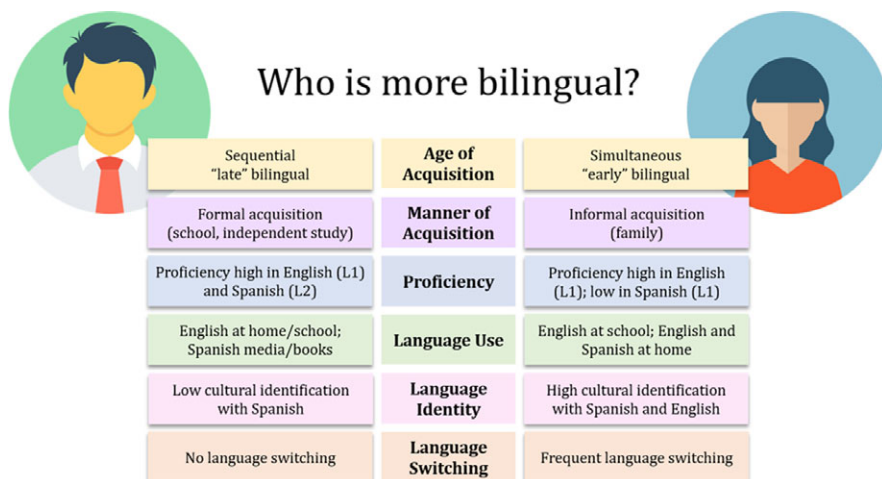 Who is more bilingual?
Sequential
"late" bilingual
Age of
Acquisition
Simultaneous
"early" bilingual
Formal acquisition
(school, independent study)
Manner of
Acquisition
Informal acquisition
(family)
Proficiency high in English (L1)
and Spanish (L2)
Proficiency
Proficiency high in English
(L1); low in Spanish (L1)
English at home/school;
Spanish media/books
Language Use
English at school; English and
Spanish at home
Low cultural identification
with Spanish
Language
Identity
High cultural identification
with Spanish and English
No language switching
Language
Switching
Frequent language switching